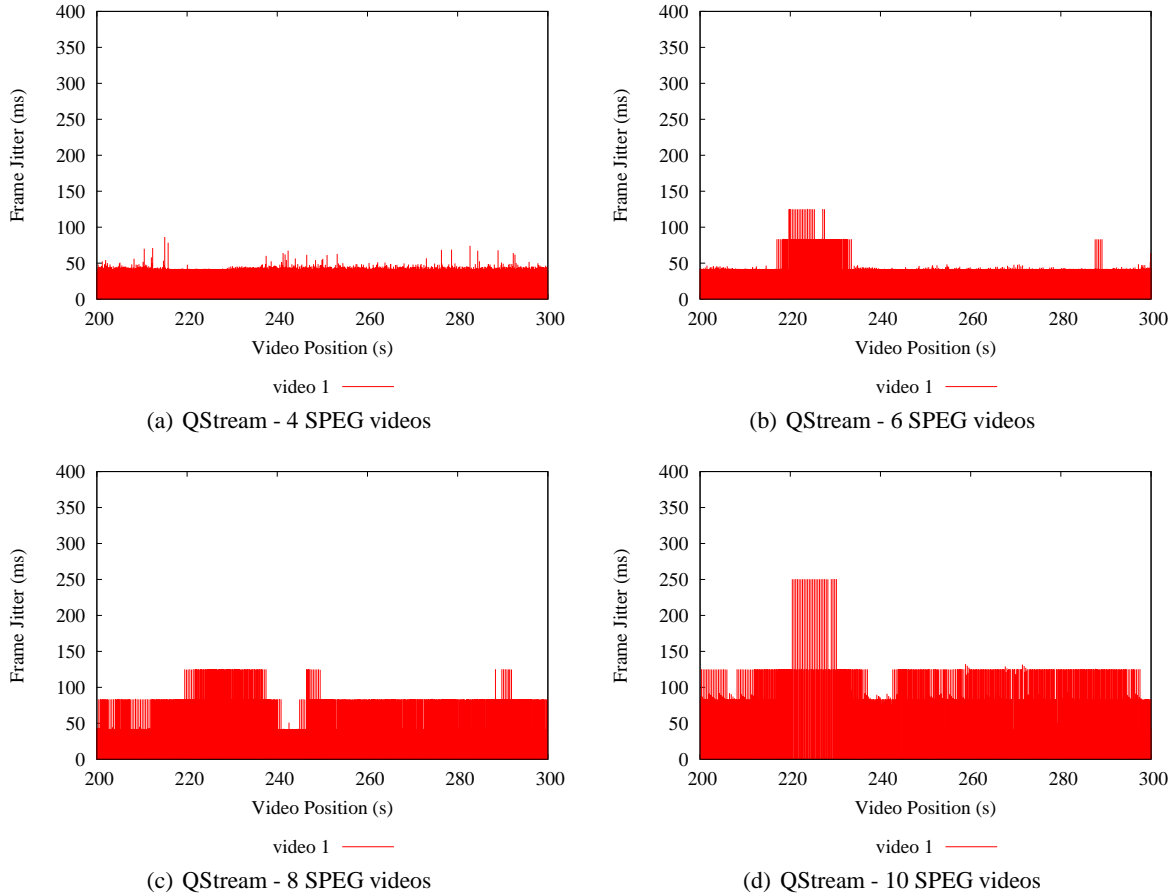 400
350
300
250
200
150
100
50
0
Frame Jitter (ms)
200 220 240 260 280 300
Video Position (s)
video 1
(a) QStream - 4 SPEG videos
400
350
300
250
200
150
100
50
0
Frame Jitter (ms)
200 220 240 260 280 300
Video Position (s)
video 1
(b) QStream - 6 SPEG videos
400
350
300
250
200
150
100
50
0
Frame Jitter (ms)
200 220 240 260 280 300
Video Position (s)
video 1
(c) QStream - 8 SPEG videos
400
350
300
250
200
150
100
50
0
Frame Jitter (ms)
200 220 240 260 280 300
Video Position (s)
video 1
(d) QStream - 10 SPEG videos